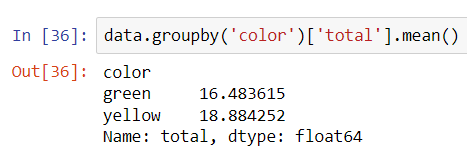 In [36]: data.groupby('color')['total'].mean()
Out[36]: color
green     16.483615
yellow    18.884252
Name: total, dtype: float64